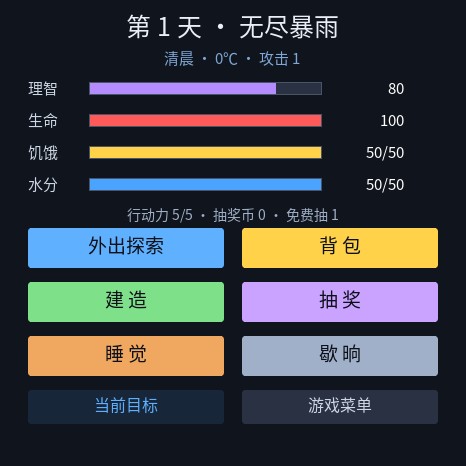 第 1 天 · 无尽暴雨
清晨 · 0℃ · 攻击 1
理智 80
生命 100
饥饿 50/50
水分 50/50
行动力 5/5 · 抽奖币 0 · 免费抽 1
外出探索 背 包
建 造 抽 奖
睡 觉 歇 晌
当前目标 游戏菜单